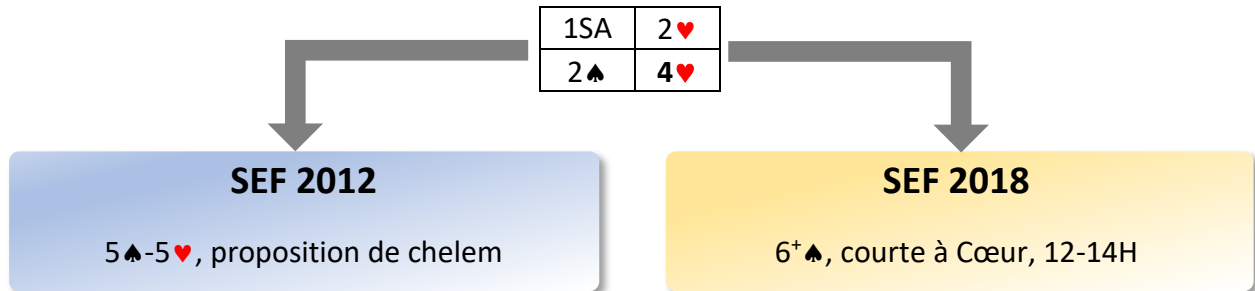 1SA 2♥
2♠ 4♥
SEF 2012
5♠-5♥, proposition de chelem
SEF 2018
6⁺♠, courte à Cœur, 12-14H